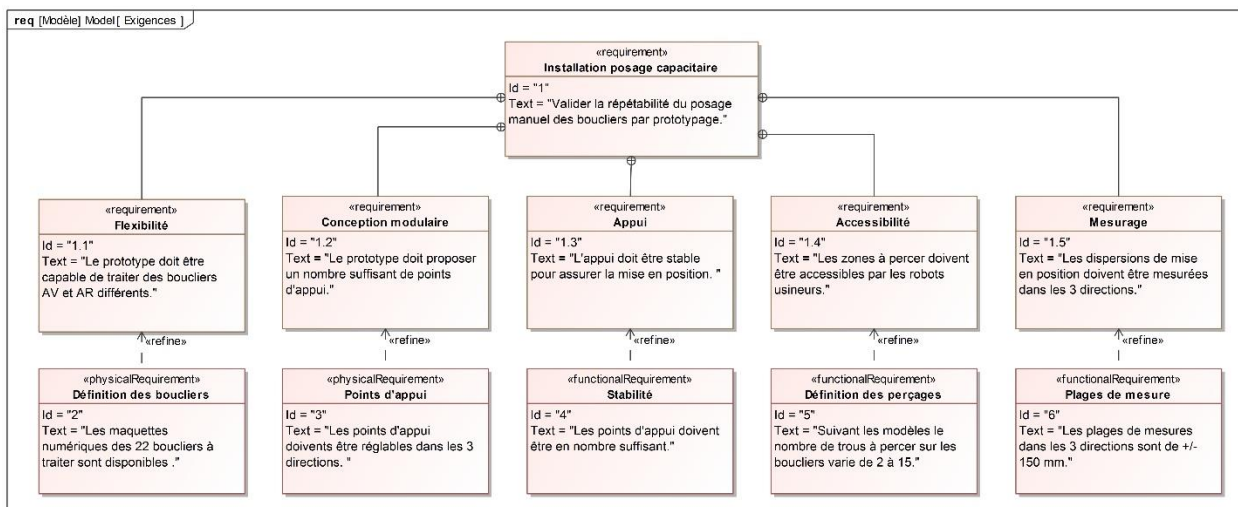 req [Modèle] Model[ Exigences ]
«requirement»
Installation posage capacitaire
Id = "1"
Text = "Valider la répétabilité du posage
manuel des boucliers par prototypage."
«requirement»
Flexibilité
Id = "1.1"
Text = "Le prototype doit être
capable de traiter des boucliers
AV et AR différents."
«requirement»
Conception modulaire
Id = "1.2"
Text = "Le prototype doit proposer
un nombre suffisant de points
d'appui."
«requirement»
Appui
Id = "1.3"
Text = "L'appui doit être stable
pour assurer la mise en position. "
«requirement»
Accessibilité
Id = "1.4"
Text = "Les zones à percer doivent
être accessibles par les robots
usineurs."
«requirement»
Mesurage
Id = "1.5"
Text = "Les dispersions de mise
en position doivent être mesurées
dans les 3 directions."
«refine»
«refine»
«refine»
«refine»
«refine»
«physicalRequirement»
Définition des boucliers
Id = "2"
Text = "Les maquettes
numériques des 22 boucliers à
traiter sont disponibles ."
«physicalRequirement»
Points d'appui
Id = "3"
Text = "Les points d'appui
doivents être réglables dans les 3
directions. "
«functionalRequirement»
Stabilité
Id = "4"
Text = "Les points d'appui doivent
être en nombre suffisant."
«functionalRequirement»
Définition des perçages
Id = "5"
Text = "Suivant les modèles le
nombre de trous à percer sur les
boucliers varie de 2 à 15."
«functionalRequirement»
Plages de mesure
Id = "6"
Text = "Les plages de mesures
dans les 3 directions sont de +/-
150 mm."